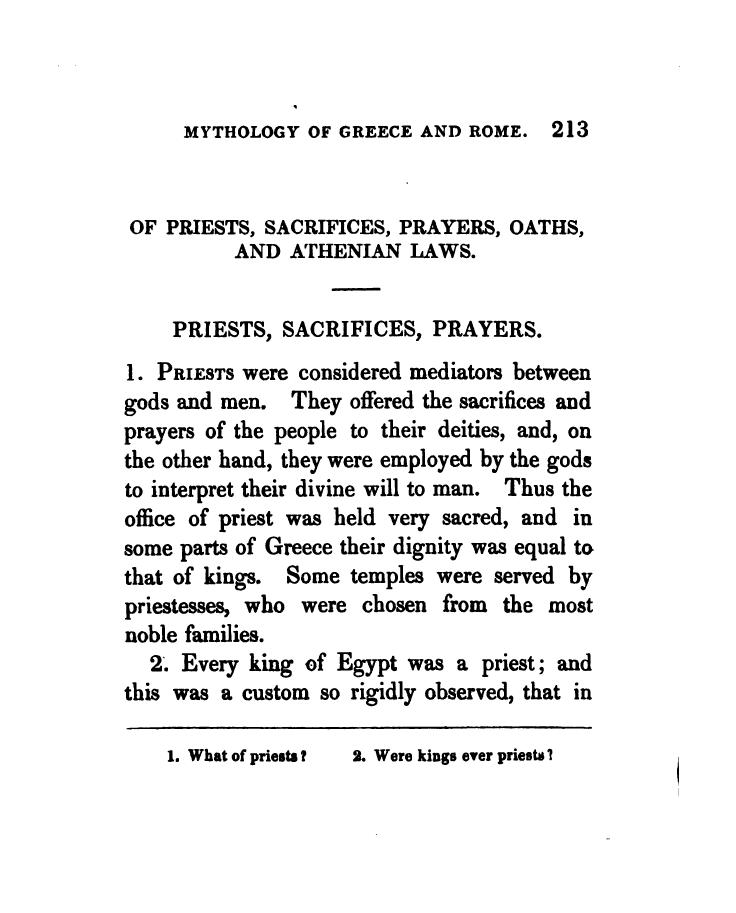 MYTHOLOGY OF GREECE AND ROME. 213
OF PRIESTS, SACRIFICES, PRAYERS, OATHS,
AND ATHENIAN LAWS.
PRIESTS, SACRIFICES, PRAYERS.
1. PRIESTS were considered mediators between
gods and men. They offered the sacrifices and
prayers of the people to their deities, and, on
the other hand, they were employed by the gods
to interpret their divine will to man. Thus the
office of priest was held very sacred, and in
some parts of Greece their dignity was equal to
that of kings. Some temples were served by
priestesses, who were chosen from the most
noble families.
2. Every king of Egypt was a priest; and
this was a custom so rigidly observed, that in
1. What of priests? 2. Were kings ever priests?